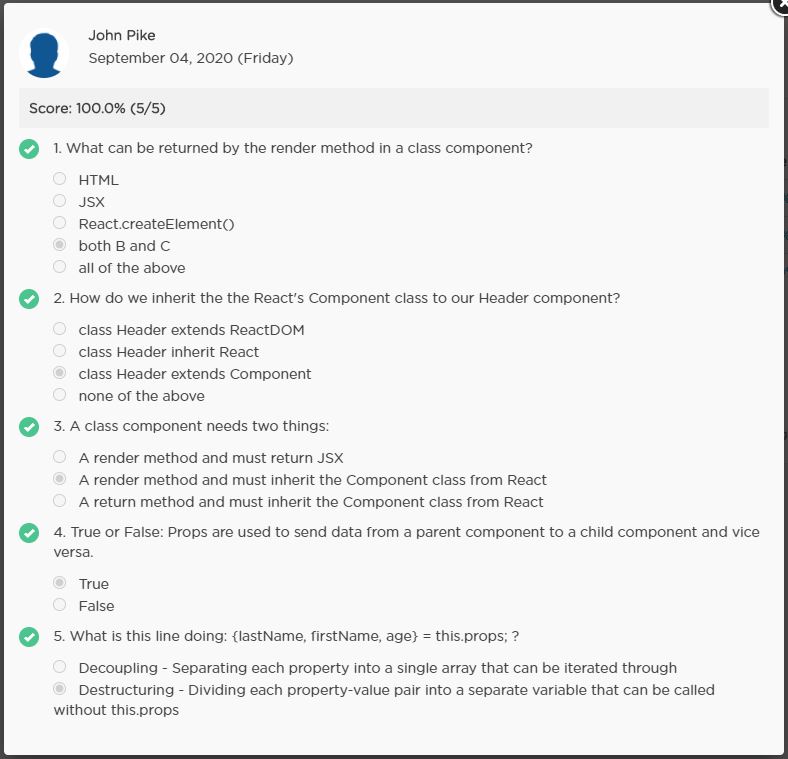 John Pike
September 04, 2020 (Friday)
Score: 100.0% (5/5)
1. What can be returned by the render method in a class component?
HTML
JSX
React.createElement()
both B and C
all of the above
2. How do we inherit the the React's Component class to our Header component?
class Header extends ReactDOM
class Header inherit React
class Header extends Component
none of the above
3. A class component needs two things:
A render method and must return JSX
A render method and must inherit the Component class from React
A return method and must inherit the Component class from React
4. True or False: Props are used to send data from a parent component to a child component and vice
versa.
True
False
5. What is this line doing: {lastName, firstName, age} = this.props; ?
Decoupling - Separating each property into a single array that can be iterated through
Destructuring - Dividing each property-value pair into a separate variable that can be called
without this.props